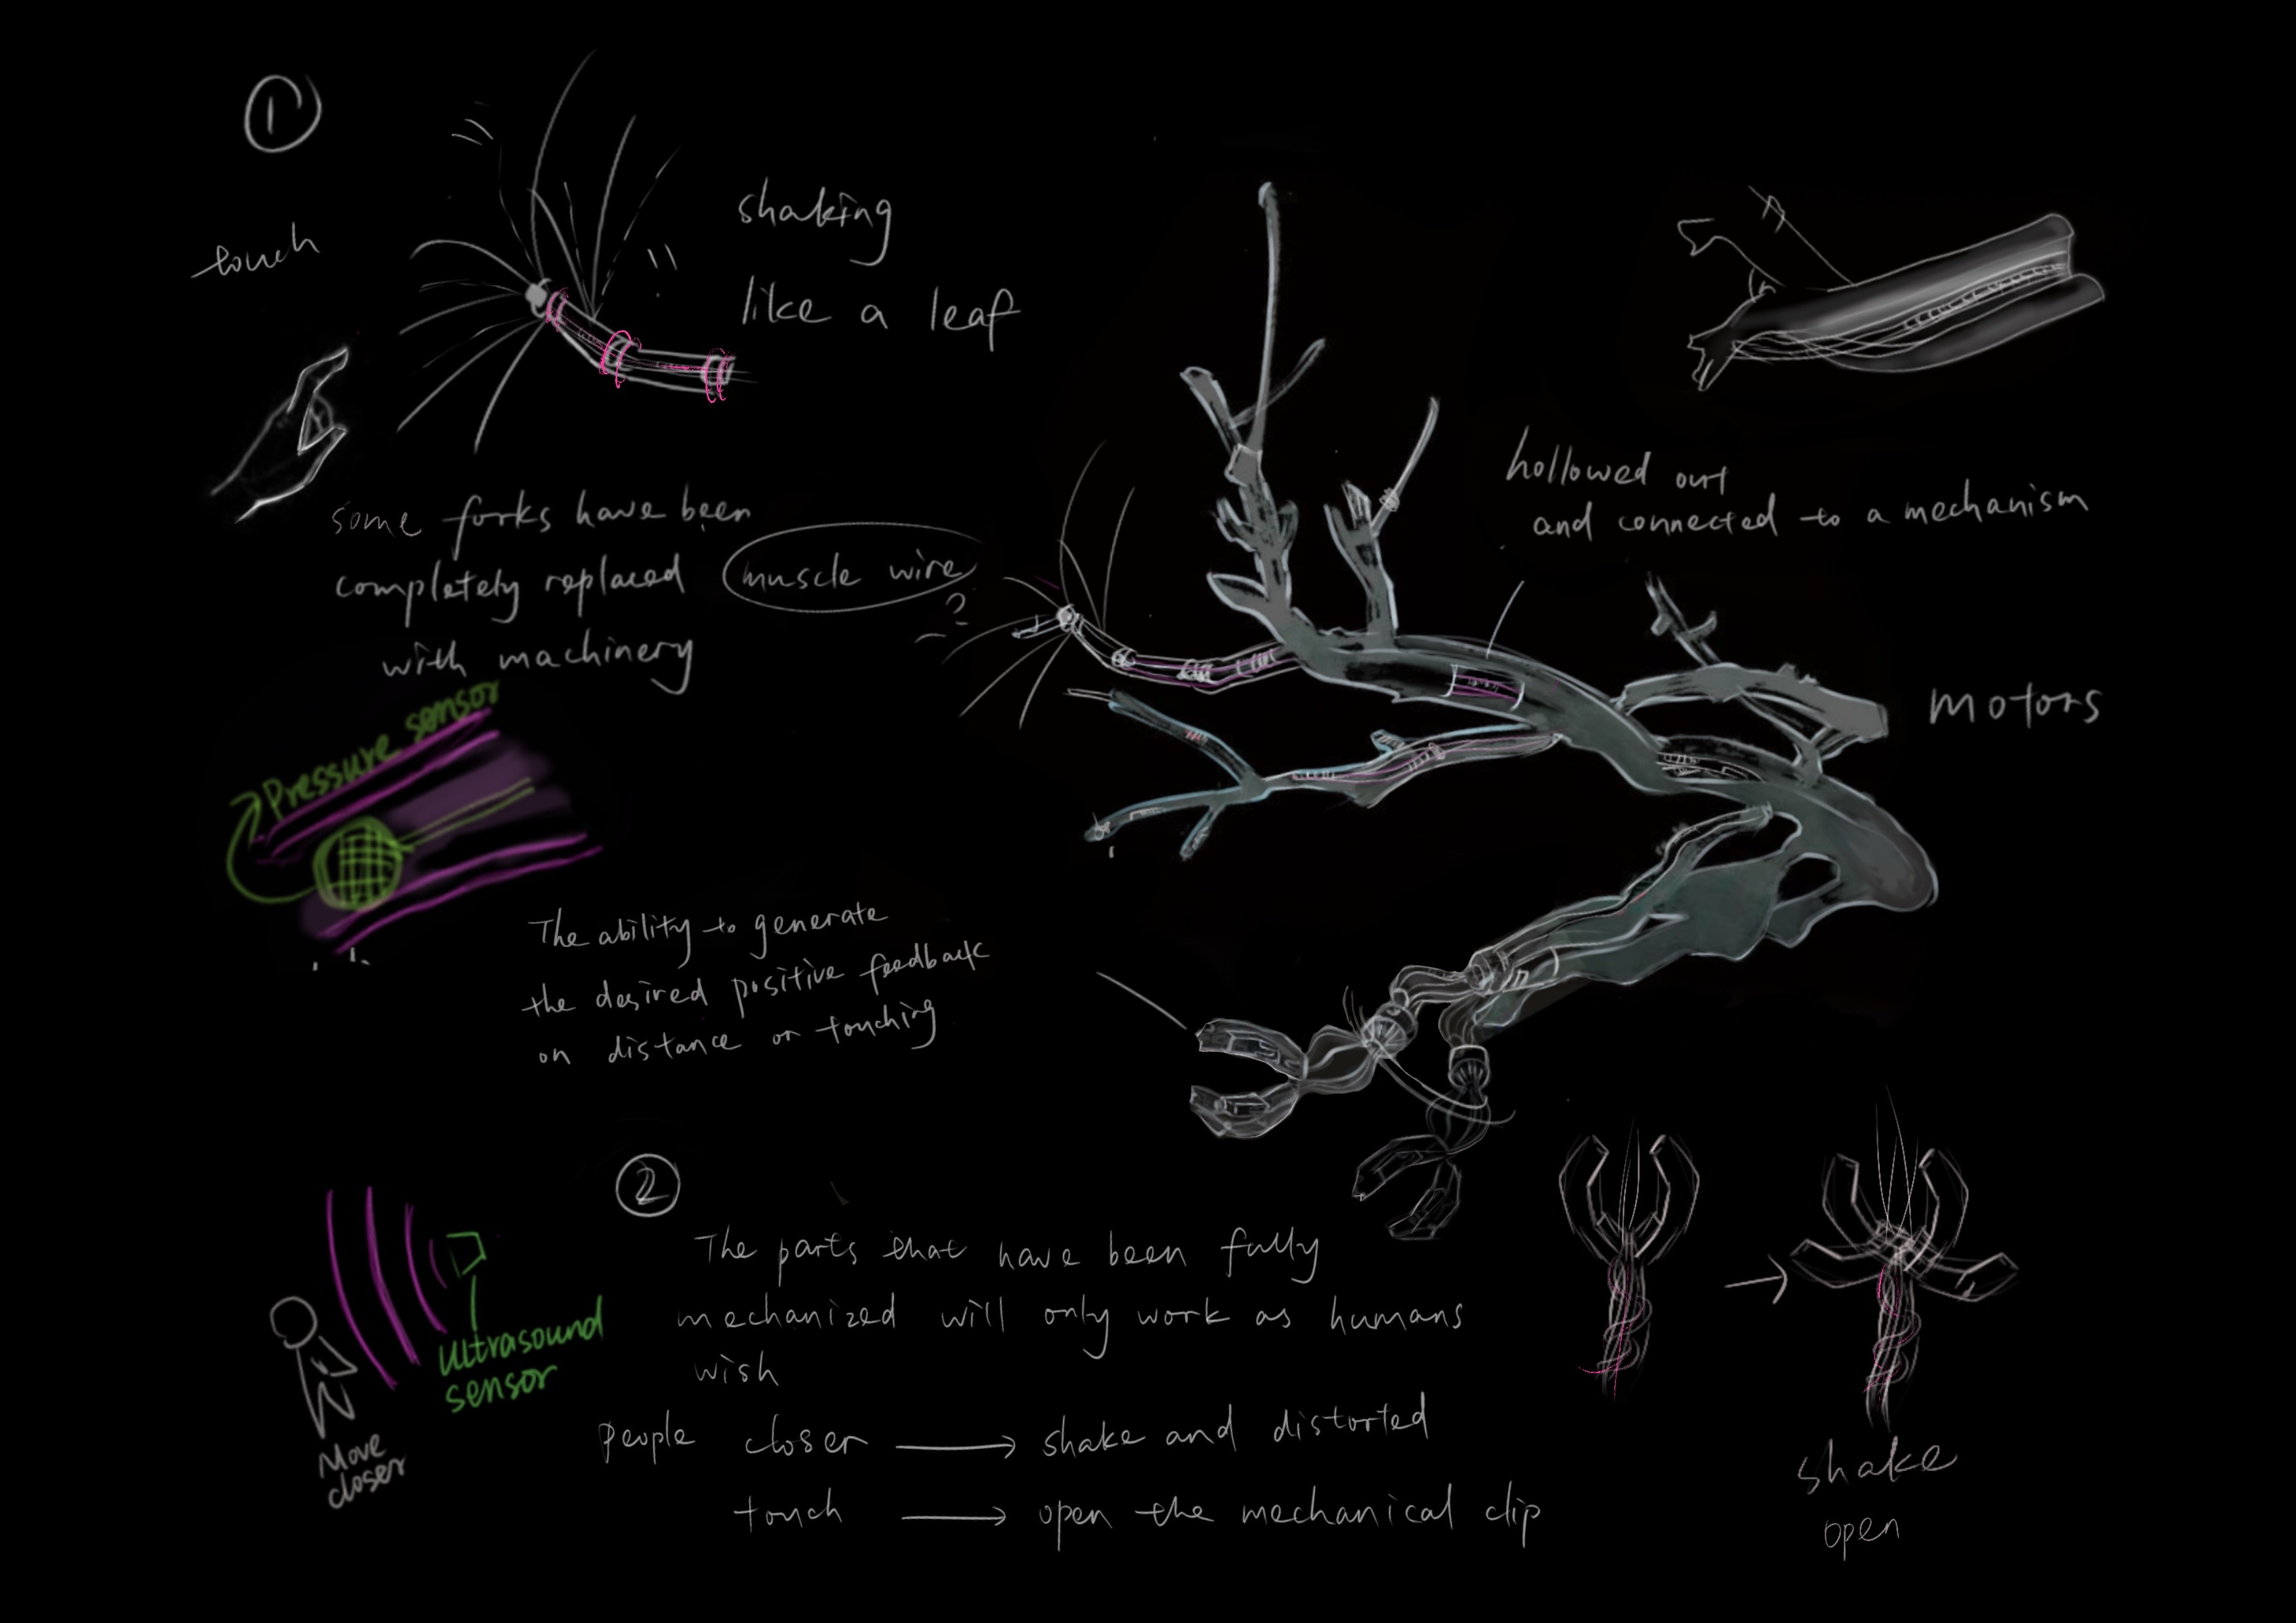 1
touch
shaking
like a leaf
some forks have been
completely replaced
with machinery
muscle wire
?
hollowed out
and connected to a mechanism
motors
Pressure sensor
The ability to generate
the desired positive feedback
on distance or touching
2
The parts that have been fully
mechanized will only work as humans
wish
People closer → shake and distorted
touch → open the mechanical clip
Ultrasound
sensor
Move
closer
shake
open